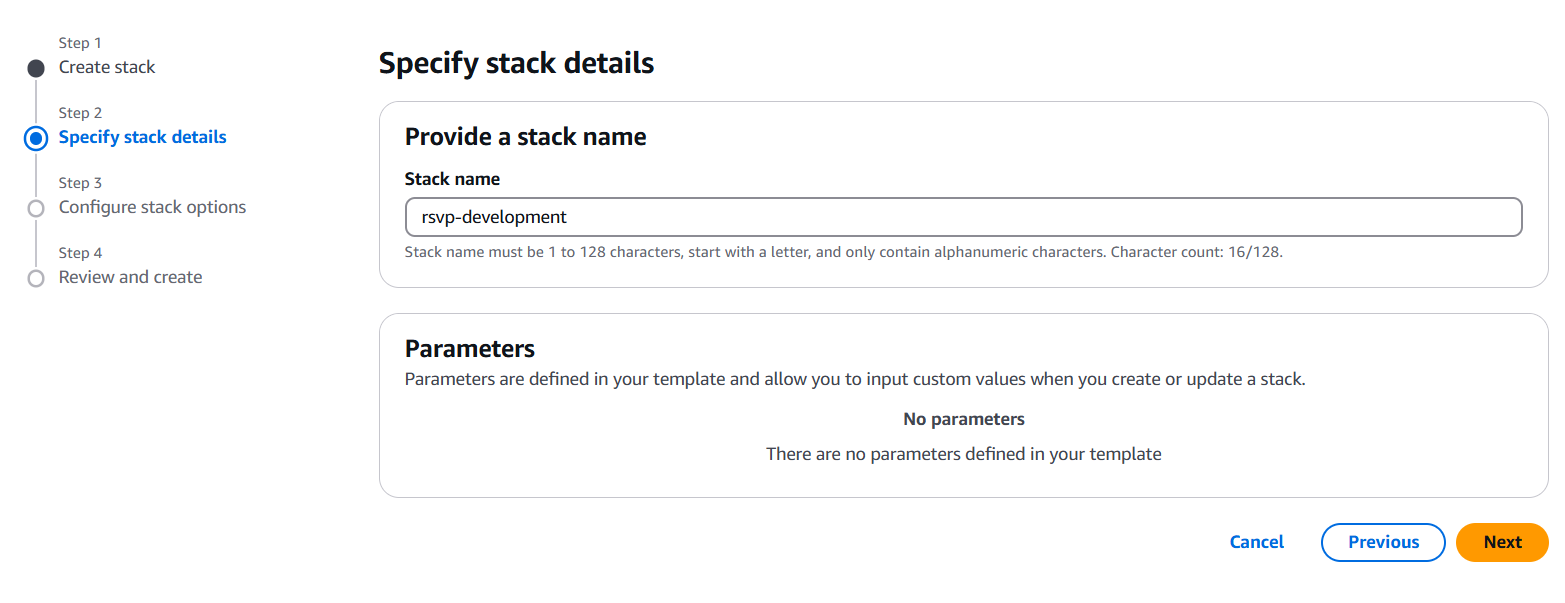 Step 1
Create stack
Step 2
Specify stack details
Step 3
Configure stack options
Step 4
Review and create
Specify stack details
Provide a stack name
Stack name
rsvp-development
Stack name must be 1 to 128 characters, start with a letter, and only contain alphanumeric characters. Character count: 16/128.
Parameters
Parameters are defined in your template and allow you to input custom values when you create or update a stack.
No parameters
There are no parameters defined in your template
Cancel
Previous
Next